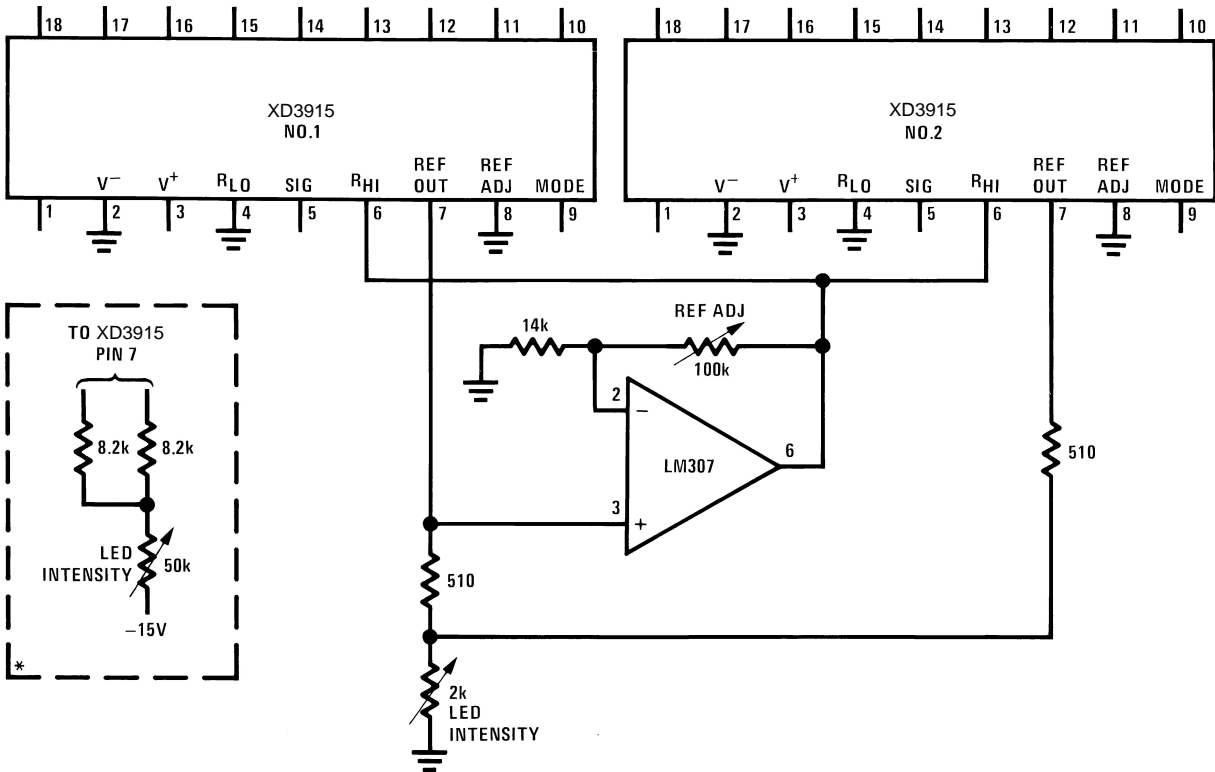 18 17 16 15 14 13 12 11 10
18 17 16 15 14 13 12 11 10
XD3915
NO.1
XD3915
NO.2
V− V+ RLO SIG RHI REF OUT REF ADJ MODE
V− V+ RLO SIG RHI REF OUT REF ADJ MODE
1 2 3 4 5 6 7 8 9
1 2 3 4 5 6 7 8 9
TO XD3915
PIN 7
8.2k 8.2k
LED
INTENSITY
50k
−15V
*
14k
REF ADJ
100k
2
−
LM307
6
3
+
510
510
2k
LED
INTENSITY